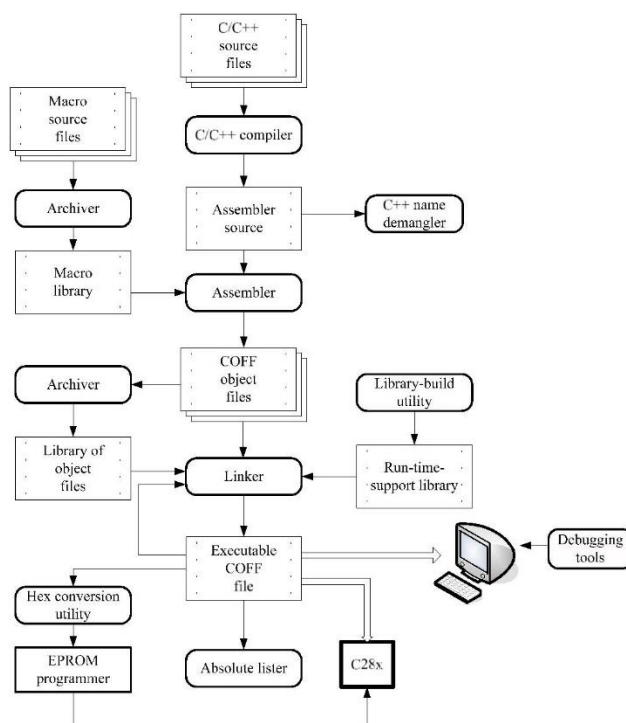 C/C++
source
files
Macro
source
files
C/C++ compiler
Archiver
Assembler
source
C++ name
demangler
Macro
library
Assembler
COFF
object
files
Archiver
Library-build
utility
Library of
object
files
Linker
Run-time-
support library
Executable
COFF
file
Debugging
tools
Hex conversion
utility
EPROM
programmer
Absolute lister
C28x